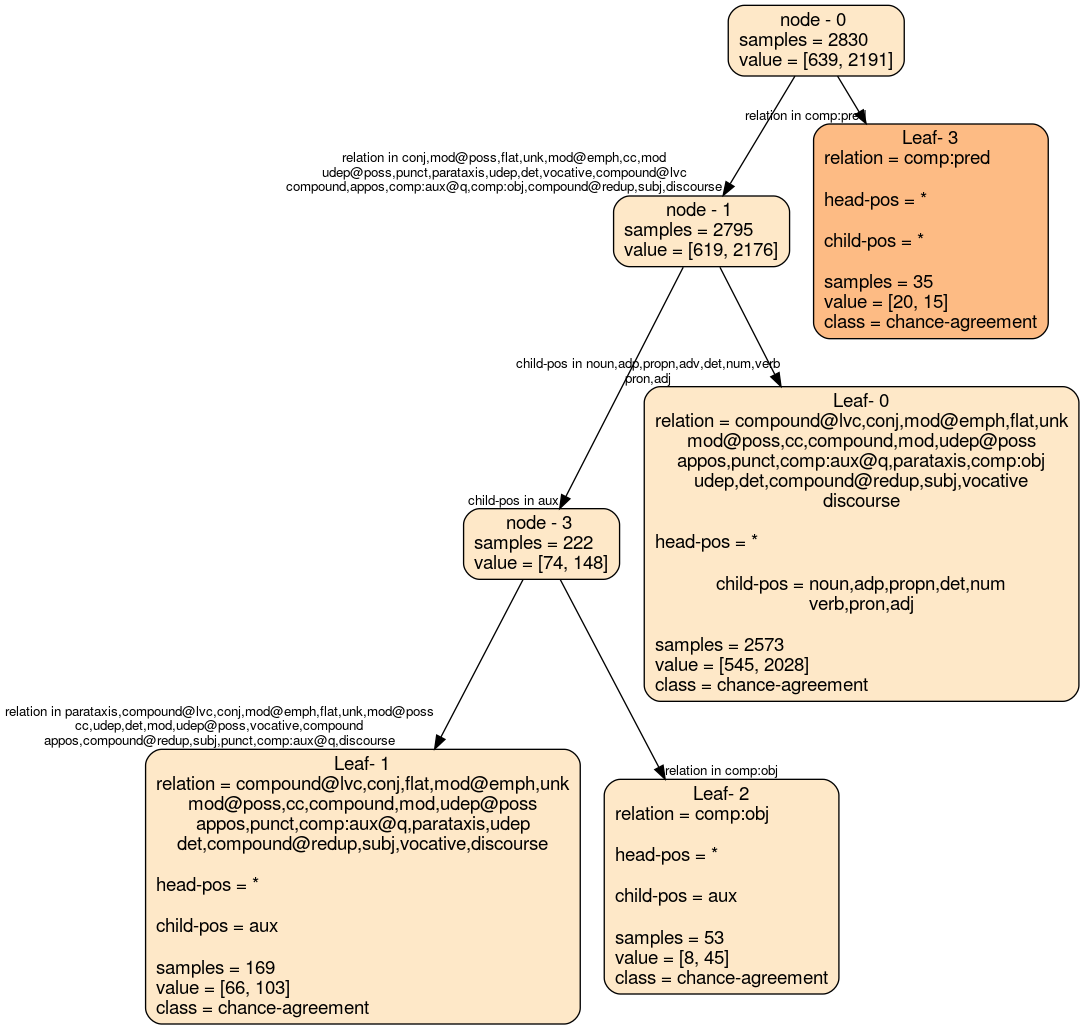 node - 0
samples = 2830
value = [639, 2191]
relation in comp:pred
relation in conj,mod@poss,flat,unk,mod@emph,cc,mod
udep@poss,punct,parataxis,udep,det,vocative,compound@lvc
compound,appos,comp:aux@q,comp:obj,compound@redup,subj,discourse
Leaf- 3
relation = comp:pred
head-pos = *
child-pos = *
samples = 35
value = [20, 15]
class = chance-agreement
node - 1
samples = 2795
value = [619, 2176]
child-pos in noun,adp,propn,adv,det,num,verb
pron,adj
child-pos in aux
Leaf- 0
relation = compound@lvc,conj,mod@emph,flat,unk
mod@poss,cc,compound,mod,udep@poss
appos,punct,comp:aux@q,parataxis,comp:obj
udep,det,compound@redup,subj,vocative
discourse
head-pos = *
child-pos = noun,adp,propn,det,num
verb,pron,adj
samples = 2573
value = [545, 2028]
class = chance-agreement
node - 3
samples = 222
value = [74, 148]
relation in parataxis,compound@lvc,conj,mod@emph,flat,unk,mod@poss
cc,udep,det,mod,udep@poss,vocative,compound
appos,compound@redup,subj,punct,comp:aux@q,discourse
relation in comp:obj
Leaf- 1
relation = compound@lvc,conj,flat,mod@emph,unk
mod@poss,cc,compound,mod,udep@poss
appos,punct,comp:aux@q,parataxis,udep
det,compound@redup,subj,vocative,discourse
head-pos = *
child-pos = aux
samples = 169
value = [66, 103]
class = chance-agreement
Leaf- 2
relation = comp:obj
head-pos = *
child-pos = aux
samples = 53
value = [8, 45]
class = chance-agreement